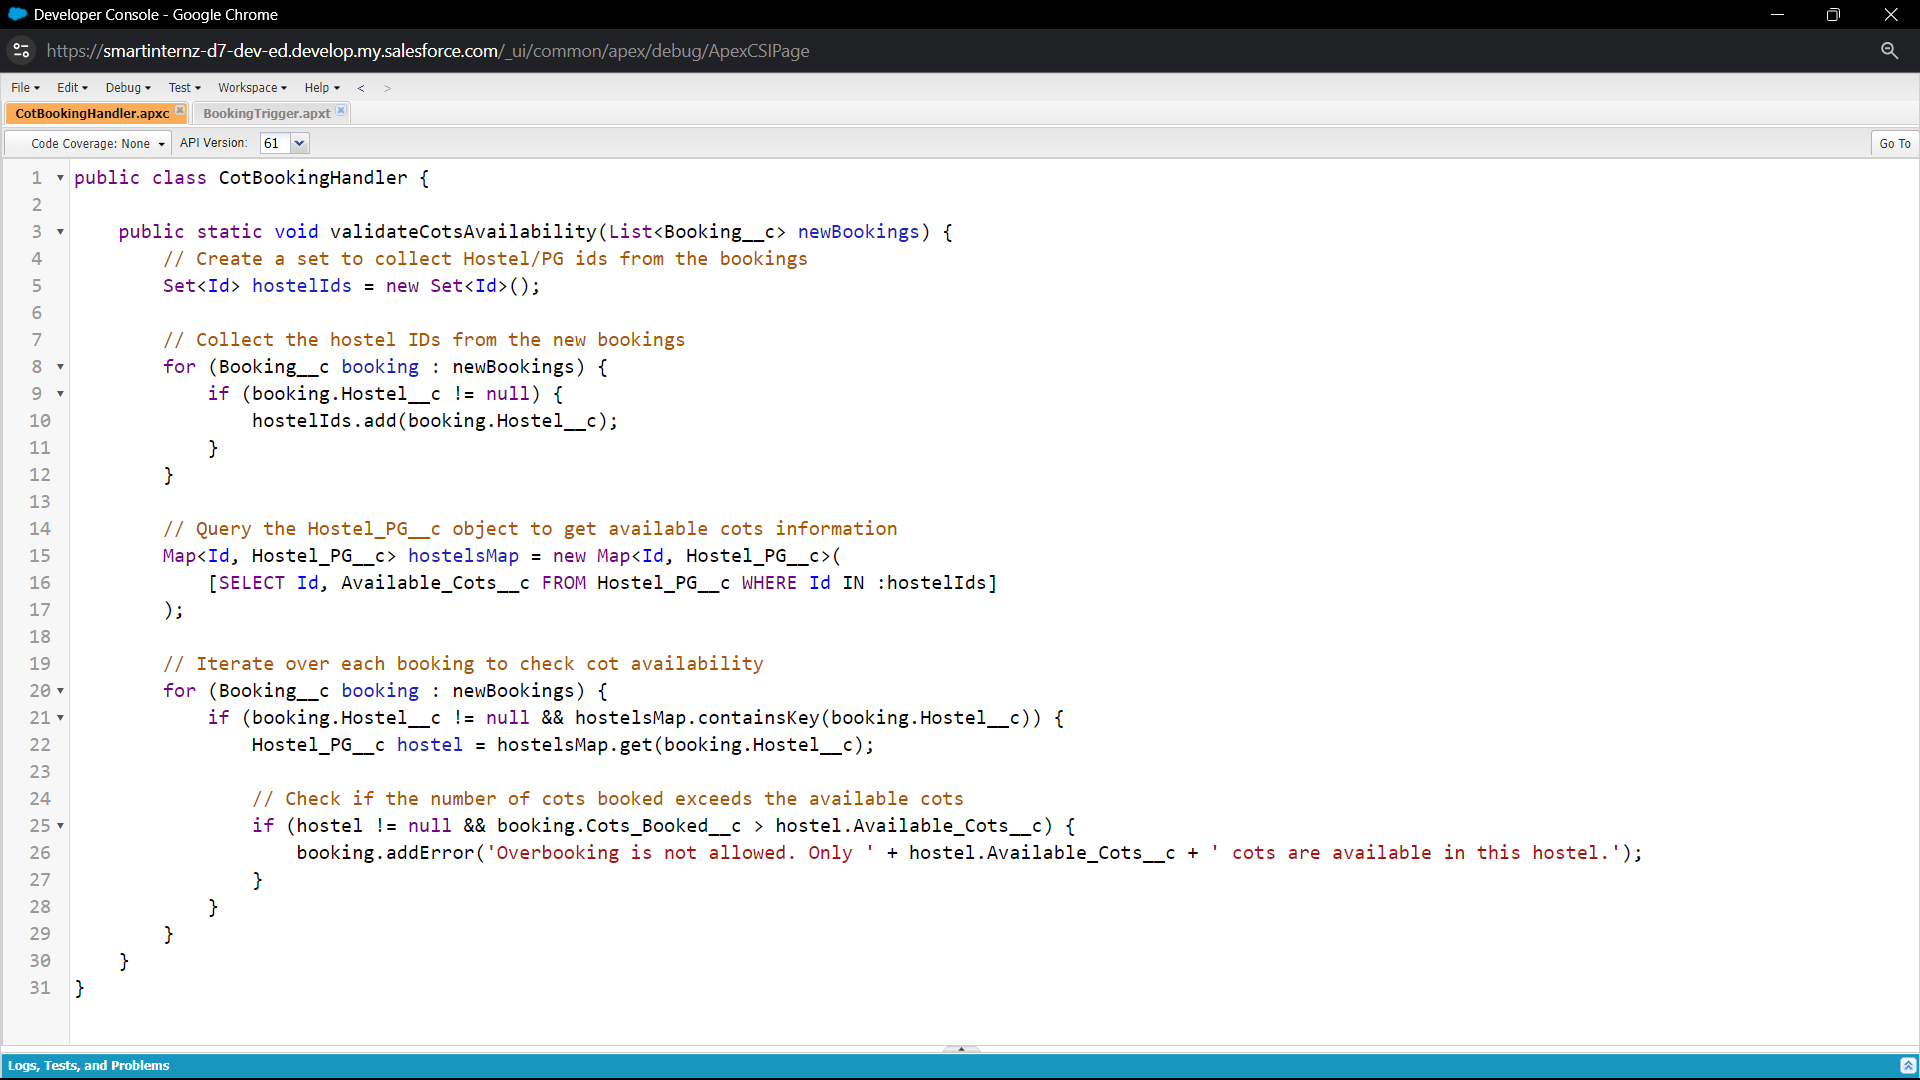 Developer Console - Google Chrome
https://smartinternz-d7-dev-ed.develop.my.salesforce.com/_ui/common/apex/debug/ApexCSIPage
File Edit Debug Test Workspace Help < >
CotBookingHandler.apxc BookingTrigger.apxt
Code Coverage: None API Version: 61 Go To
1 public class CotBookingHandler {
2
3     public static void validateCotsAvailability(List<Booking__c> newBookings) {
4         // Create a set to collect Hostel/PG ids from the bookings
5         Set<Id> hostelIds = new Set<Id>();
6
7         // Collect the hostel IDs from the new bookings
8         for (Booking__c booking : newBookings) {
9             if (booking.Hostel__c != null) {
10                 hostelIds.add(booking.Hostel__c);
11             }
12         }
13
14         // Query the Hostel_PG__c object to get available cots information
15         Map<Id, Hostel_PG__c> hostelsMap = new Map<Id, Hostel_PG__c>(
16             [SELECT Id, Available_Cots__c FROM Hostel_PG__c WHERE Id IN :hostelIds]
17         );
18
19         // Iterate over each booking to check cot availability
20         for (Booking__c booking : newBookings) {
21             if (booking.Hostel__c != null && hostelsMap.containsKey(booking.Hostel__c)) {
22                 Hostel_PG__c hostel = hostelsMap.get(booking.Hostel__c);
23
24                 // Check if the number of cots booked exceeds the available cots
25                 if (hostel != null && booking.Cots_Booked__c > hostel.Available_Cots__c) {
26                     booking.addError('Overbooking is not allowed. Only ' + hostel.Available_Cots__c + ' cots are available in this hostel.');
27                 }
28             }
29         }
30     }
31 }
Logs, Tests, and Problems